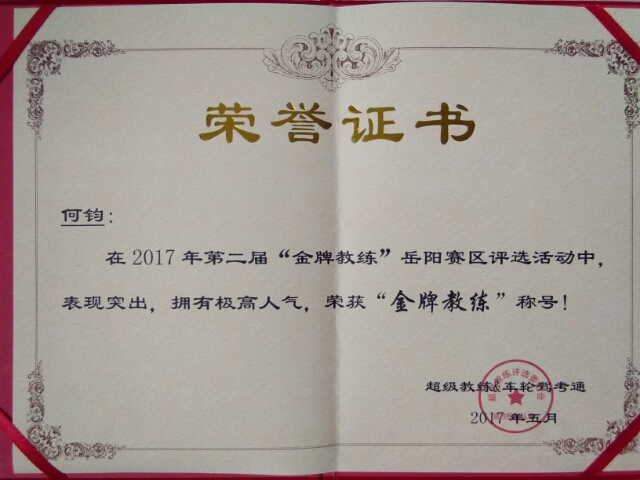 荣誉证书
何钧：
在2017年第二届“金牌教练”岳阳赛区评选活动中，
表现突出，拥有极高人气，荣获“金牌教练”称号！
超级教练&车轮驾考通
2017年五月